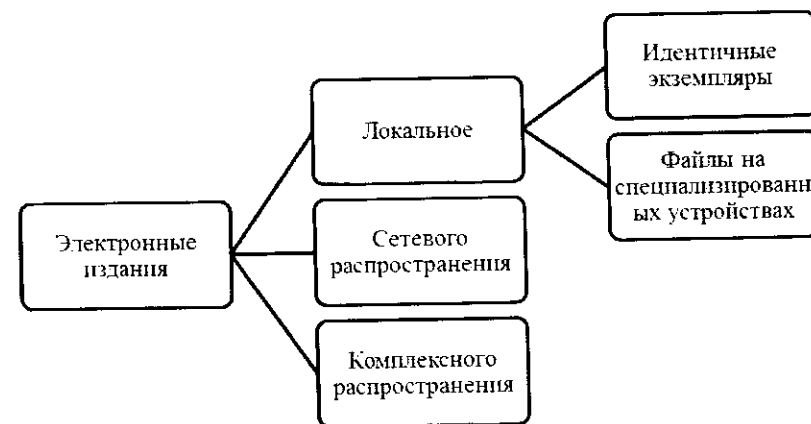 Электронные
издания
Локальное
Сетевого
распространения
Комплексного
распространения
Идентичные
экземпляры
Файлы на
специализированн
ых устройствах